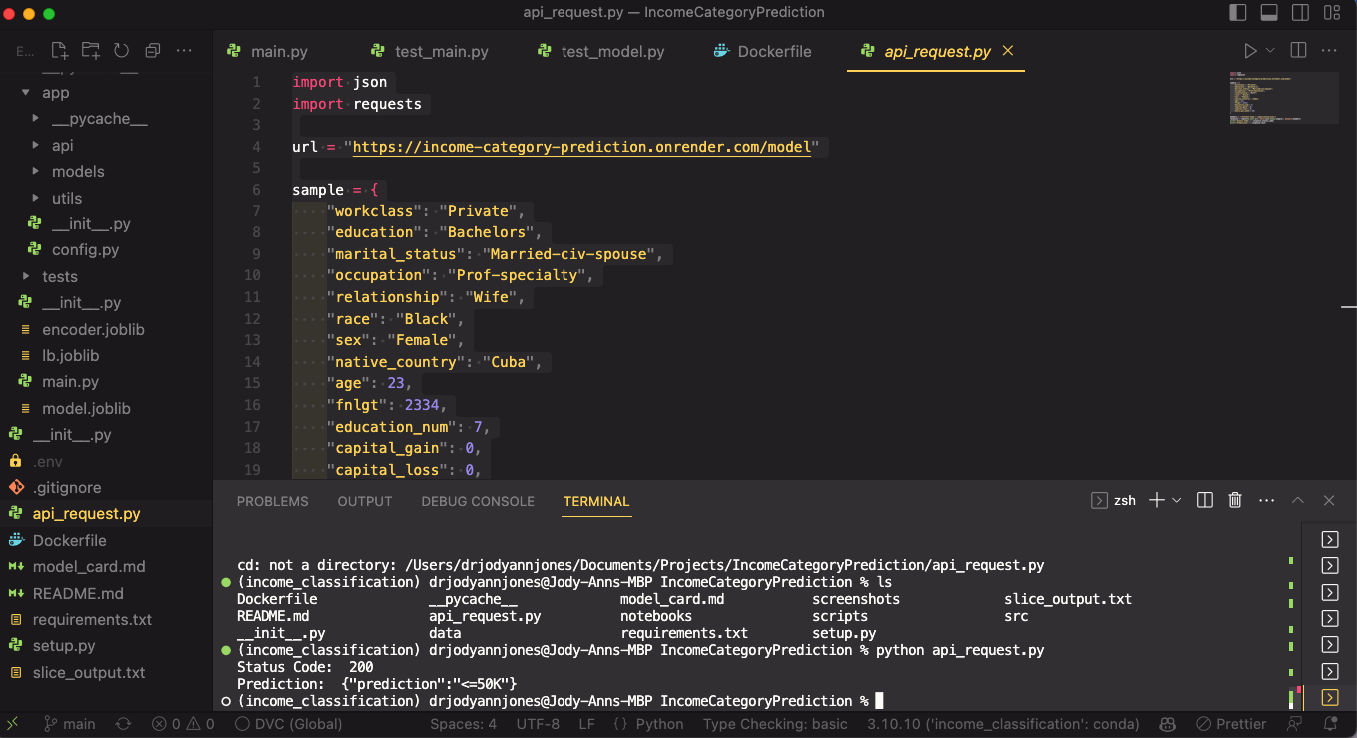 api_request.py — IncomeCategoryPrediction
E...
main.py
test_main.py
test_model.py
Dockerfile
api_request.py
app
__pycache__
api
models
utils
__init__.py
config.py
tests
__init__.py
encoder.joblib
lb.joblib
main.py
model.joblib
__init__.py
.env
.gitignore
api_request.py
Dockerfile
model_card.md
README.md
requirements.txt
setup.py
slice_output.txt
1 import json
2 import requests
3
4 url = "https://income-category-prediction.onrender.com/model"
5
6 sample = {
7 "workclass": "Private",
8 "education": "Bachelors",
9 "marital_status": "Married-civ-spouse",
10 "occupation": "Prof-specialty",
11 "relationship": "Wife",
12 "race": "Black",
13 "sex": "Female",
14 "native_country": "Cuba",
15 "age": 23,
16 "fnlgt": 2334,
17 "education_num": 7,
18 "capital_gain": 0,
19 "capital_loss": 0,
PROBLEMS OUTPUT DEBUG CONSOLE TERMINAL
zsh
cd: not a directory: /Users/drjodyannjones/Documents/Projects/IncomeCategoryPrediction/api_request.py
(income_classification) drjodyannjones@Jody-Anns-MBP IncomeCategoryPrediction % ls
Dockerfile __pycache__ model_card.md screenshots slice_output.txt
README.md api_request.py notebooks scripts src
__init__.py data requirements.txt setup.py
(income_classification) drjodyannjones@Jody-Anns-MBP IncomeCategoryPrediction % python api_request.py
Status Code:  200
Prediction:  {"prediction":"<=50K"}
(income_classification) drjodyannjones@Jody-Anns-MBP IncomeCategoryPrediction %
main 0 0 DVC (Global) Spaces: 4 UTF-8 LF {} Python Type Checking: basic 3.10.10 ('income_classification': conda) Prettier